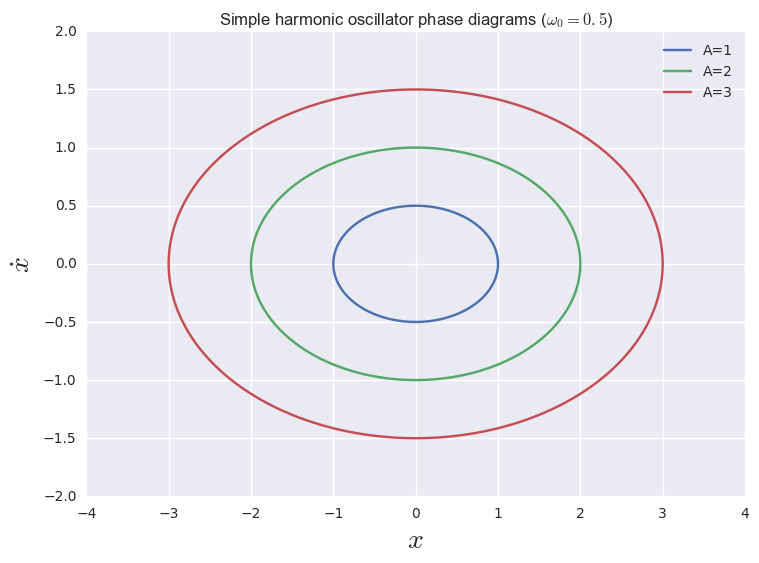 Simple harmonic oscillator phase diagrams (ω₀ = 0.5)
A=1
A=2
A=3
2.0
1.5
1.0
0.5
0.0
−0.5
−1.0
−1.5
−2.0
ẋ
−4 −3 −2 −1 0 1 2 3 4
x